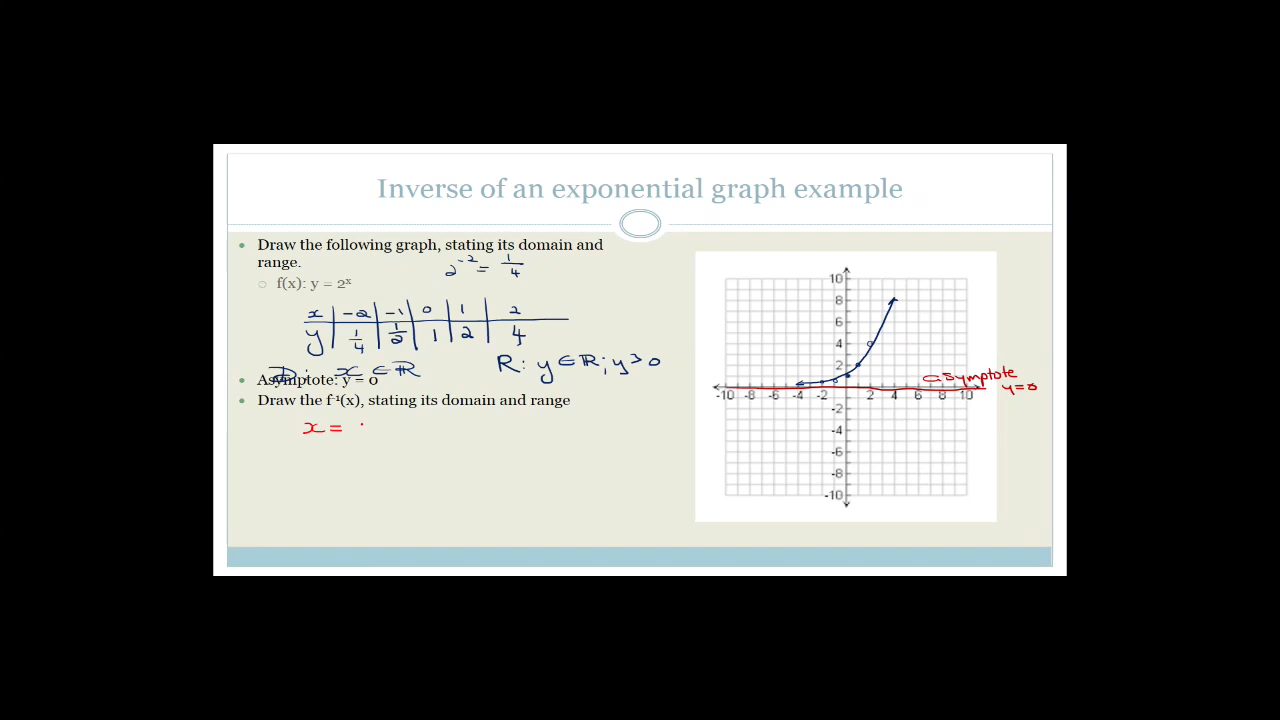 Inverse of an exponential graph example
Draw the following graph, stating its domain and
range.
2⁻² = 1/4
f(x): y = 2ˣ
x | -2 | -1 | 0 | 1 | 2
y | 1/4 | 1/2 | 1 | 2 | 4
D: x ∈ ℝ
R: y ∈ ℝ; y > 0
Asymptote: y = 0
Draw the f⁻¹(x), stating its domain and range
x =
10
8
6
4
2
asymptote
y = 0
-10 -8 -6 -4 -2 2 4 6 8 10
-2
-4
-6
-8
-10